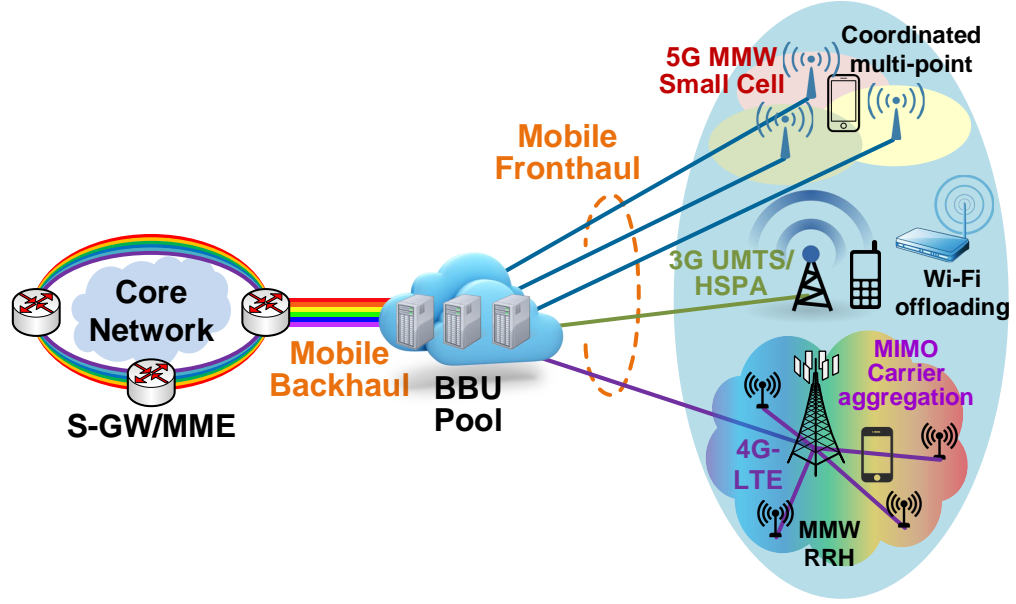 Core
Network
S-GW/MME
Mobile
Backhaul
BBU
Pool
Mobile
Fronthaul
5G MMW
Small Cell
Coordinated
multi-point
3G UMTS/
HSPA
Wi-Fi
offloading
MIMO
Carrier
aggregation
4G-
LTE
MMW
RRH